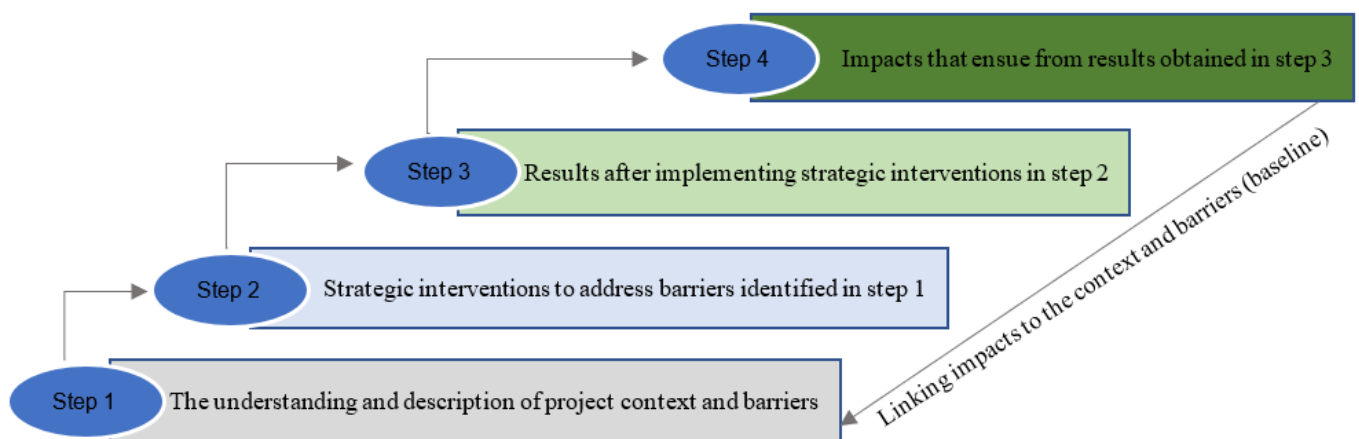 Step 4
Impacts that ensue from results obtained in step 3
Step 3
Results after implementing strategic interventions in step 2
Linking impacts to the context and barriers (baseline)
Step 2
Strategic interventions to address barriers identified in step 1
Step 1
The understanding and description of project context and barriers